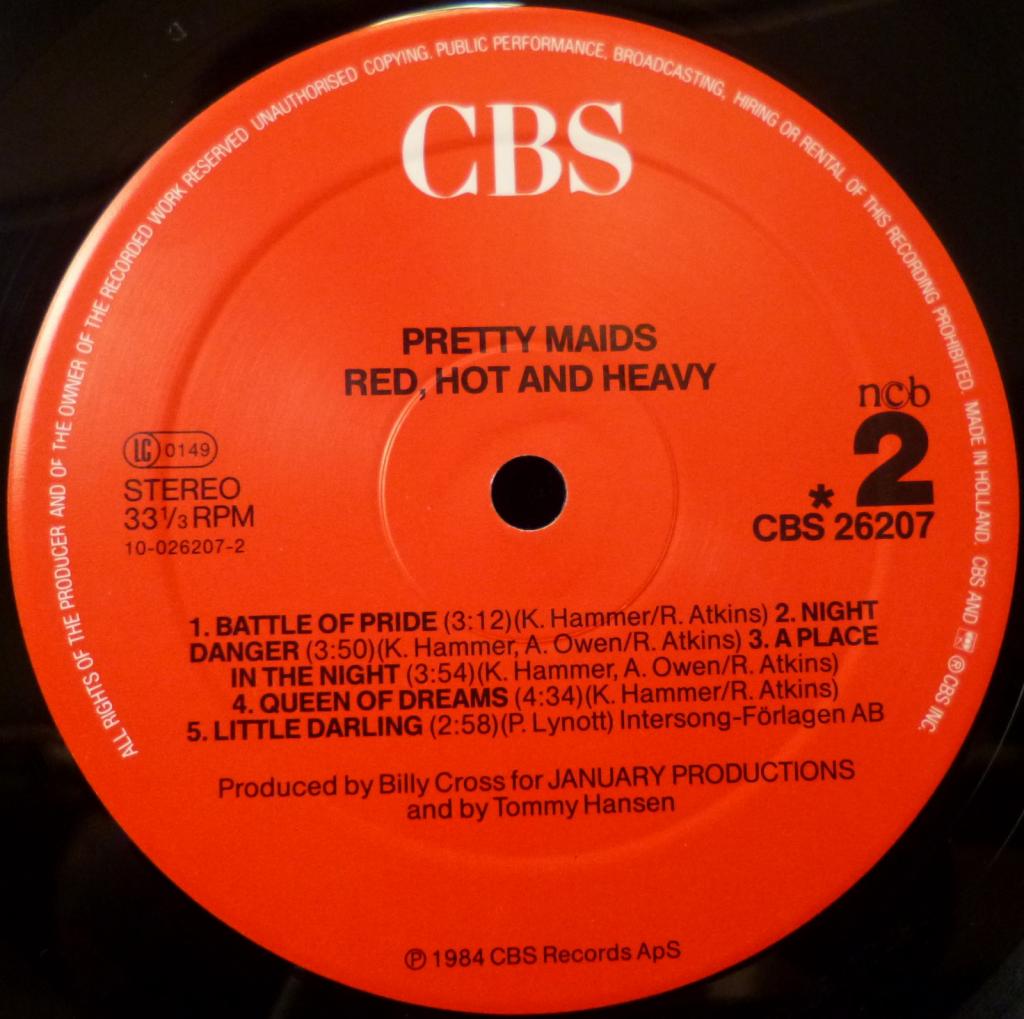 ALL RIGHTS OF THE PRODUCER AND OF THE OWNER OF THE RECORDED WORK RESERVED UNAUTHORISED COPYING, PUBLIC PERFORMANCE, BROADCASTING, HIRING OR RENTAL OF THIS RECORDING PROHIBITED. MADE IN HOLLAND. CBS AND ℗ CBS INC.
CBS
PRETTY MAIDS
RED, HOT AND HEAVY
ncb
2
*
CBS 26207
LC 0149
STEREO
33⅓ RPM
10-026207-2
1. BATTLE OF PRIDE (3:12)(K. Hammer/R. Atkins) 2. NIGHT
DANGER (3:50)(K. Hammer, A. Owen/R. Atkins) 3. A PLACE
IN THE NIGHT (3:54)(K. Hammer, A. Owen/R. Atkins)
4. QUEEN OF DREAMS (4:34)(K. Hammer/R. Atkins)
5. LITTLE DARLING (2:58)(P. Lynott) Intersong-Förlagen AB
Produced by Billy Cross for JANUARY PRODUCTIONS
and by Tommy Hansen
℗ 1984 CBS Records ApS